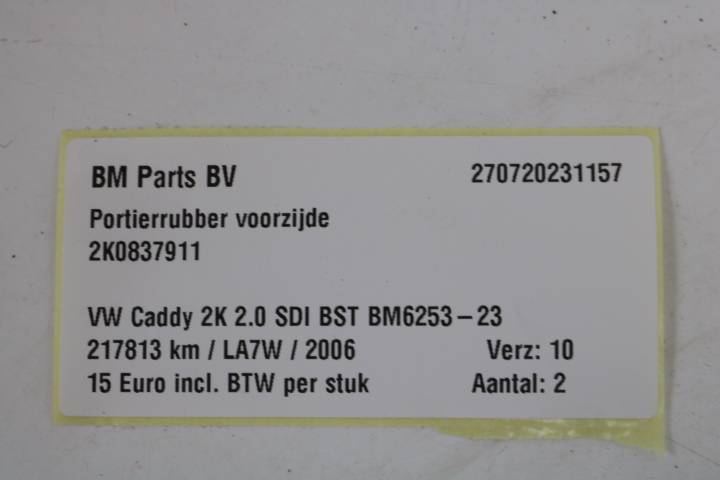 BM Parts BV 270720231157
Portierrubber voorzijde
2K0837911
VW Caddy 2K 2.0 SDI BST BM6253-23
217813 km / LA7W / 2006 Verz: 10
15 Euro incl. BTW per stuk Aantal: 2